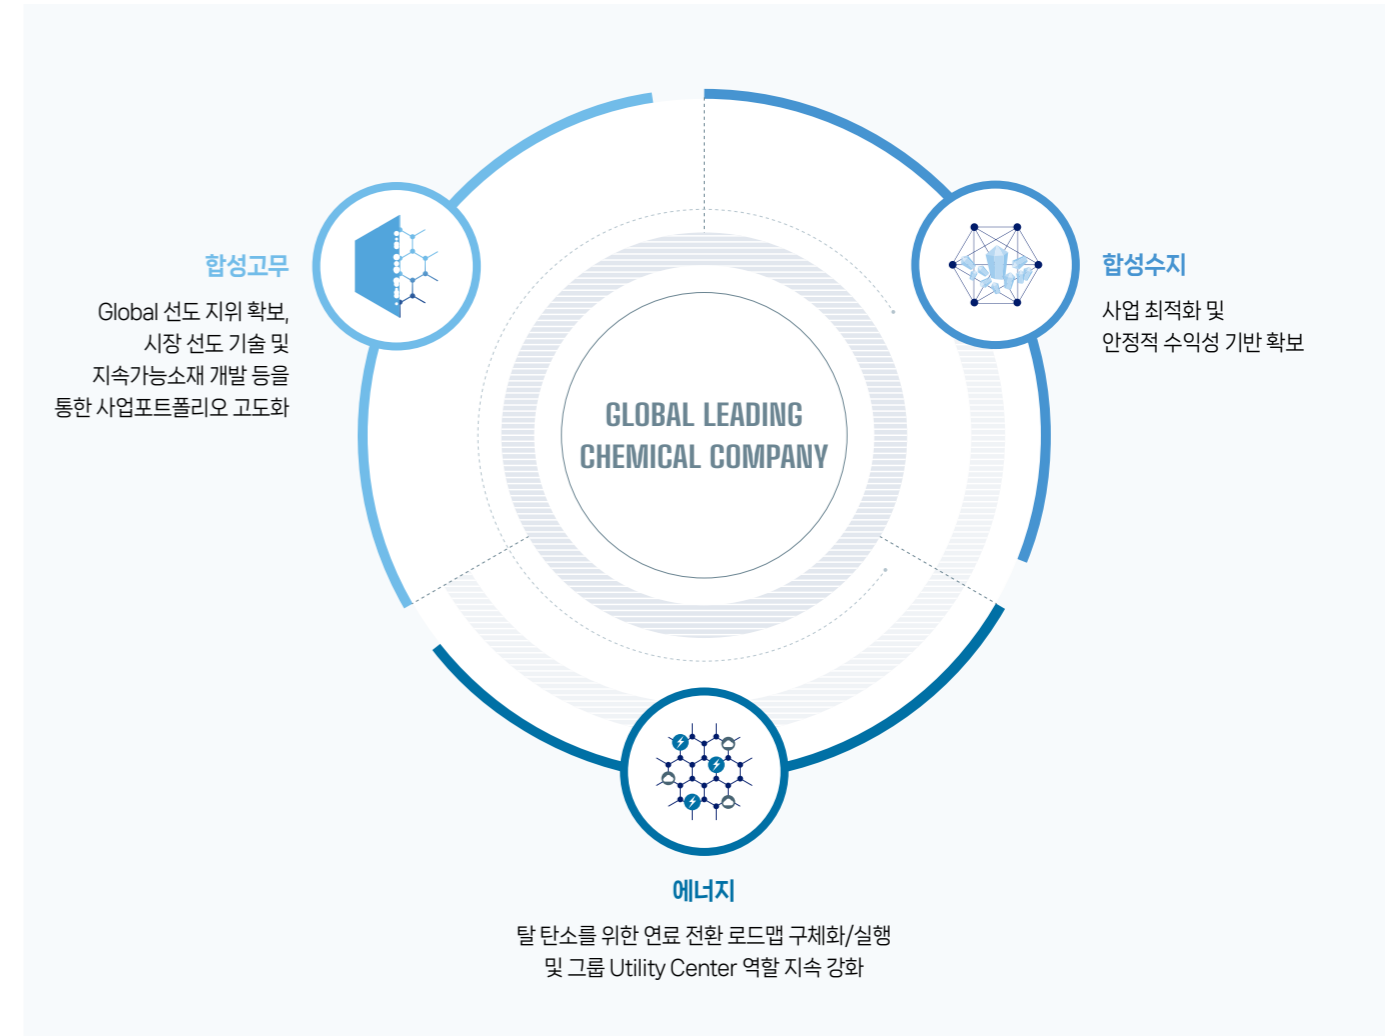 합성고무
Global 선도 지위 확보,
시장 선도 기술 및
지속가능소재 개발 등을
통한 사업포트폴리오 고도화
합성수지
사업 최적화 및
안정적 수익성 기반 확보
GLOBAL LEADING
CHEMICAL COMPANY
에너지
탈 탄소를 위한 연료 전환 로드맵 구체화/실행
및 그룹 Utility Center 역할 지속 강화